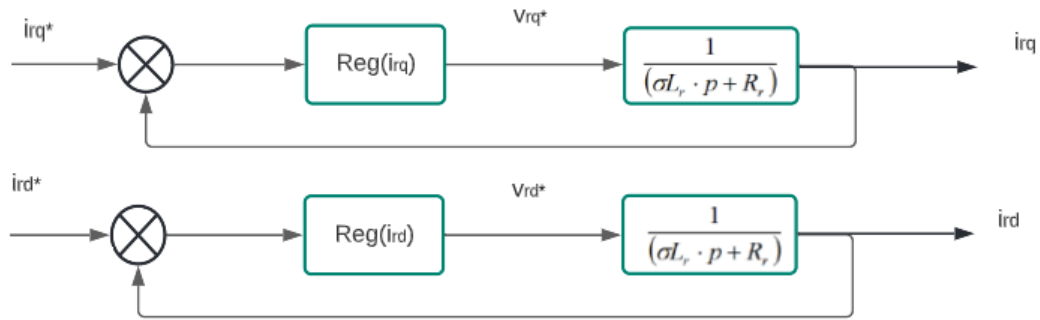 irq*
Reg(irq)
Vrq*
1
(σLr · p + Rr)
irq
ird*
Reg(ird)
Vrd*
1
(σLr · p + Rr)
ird